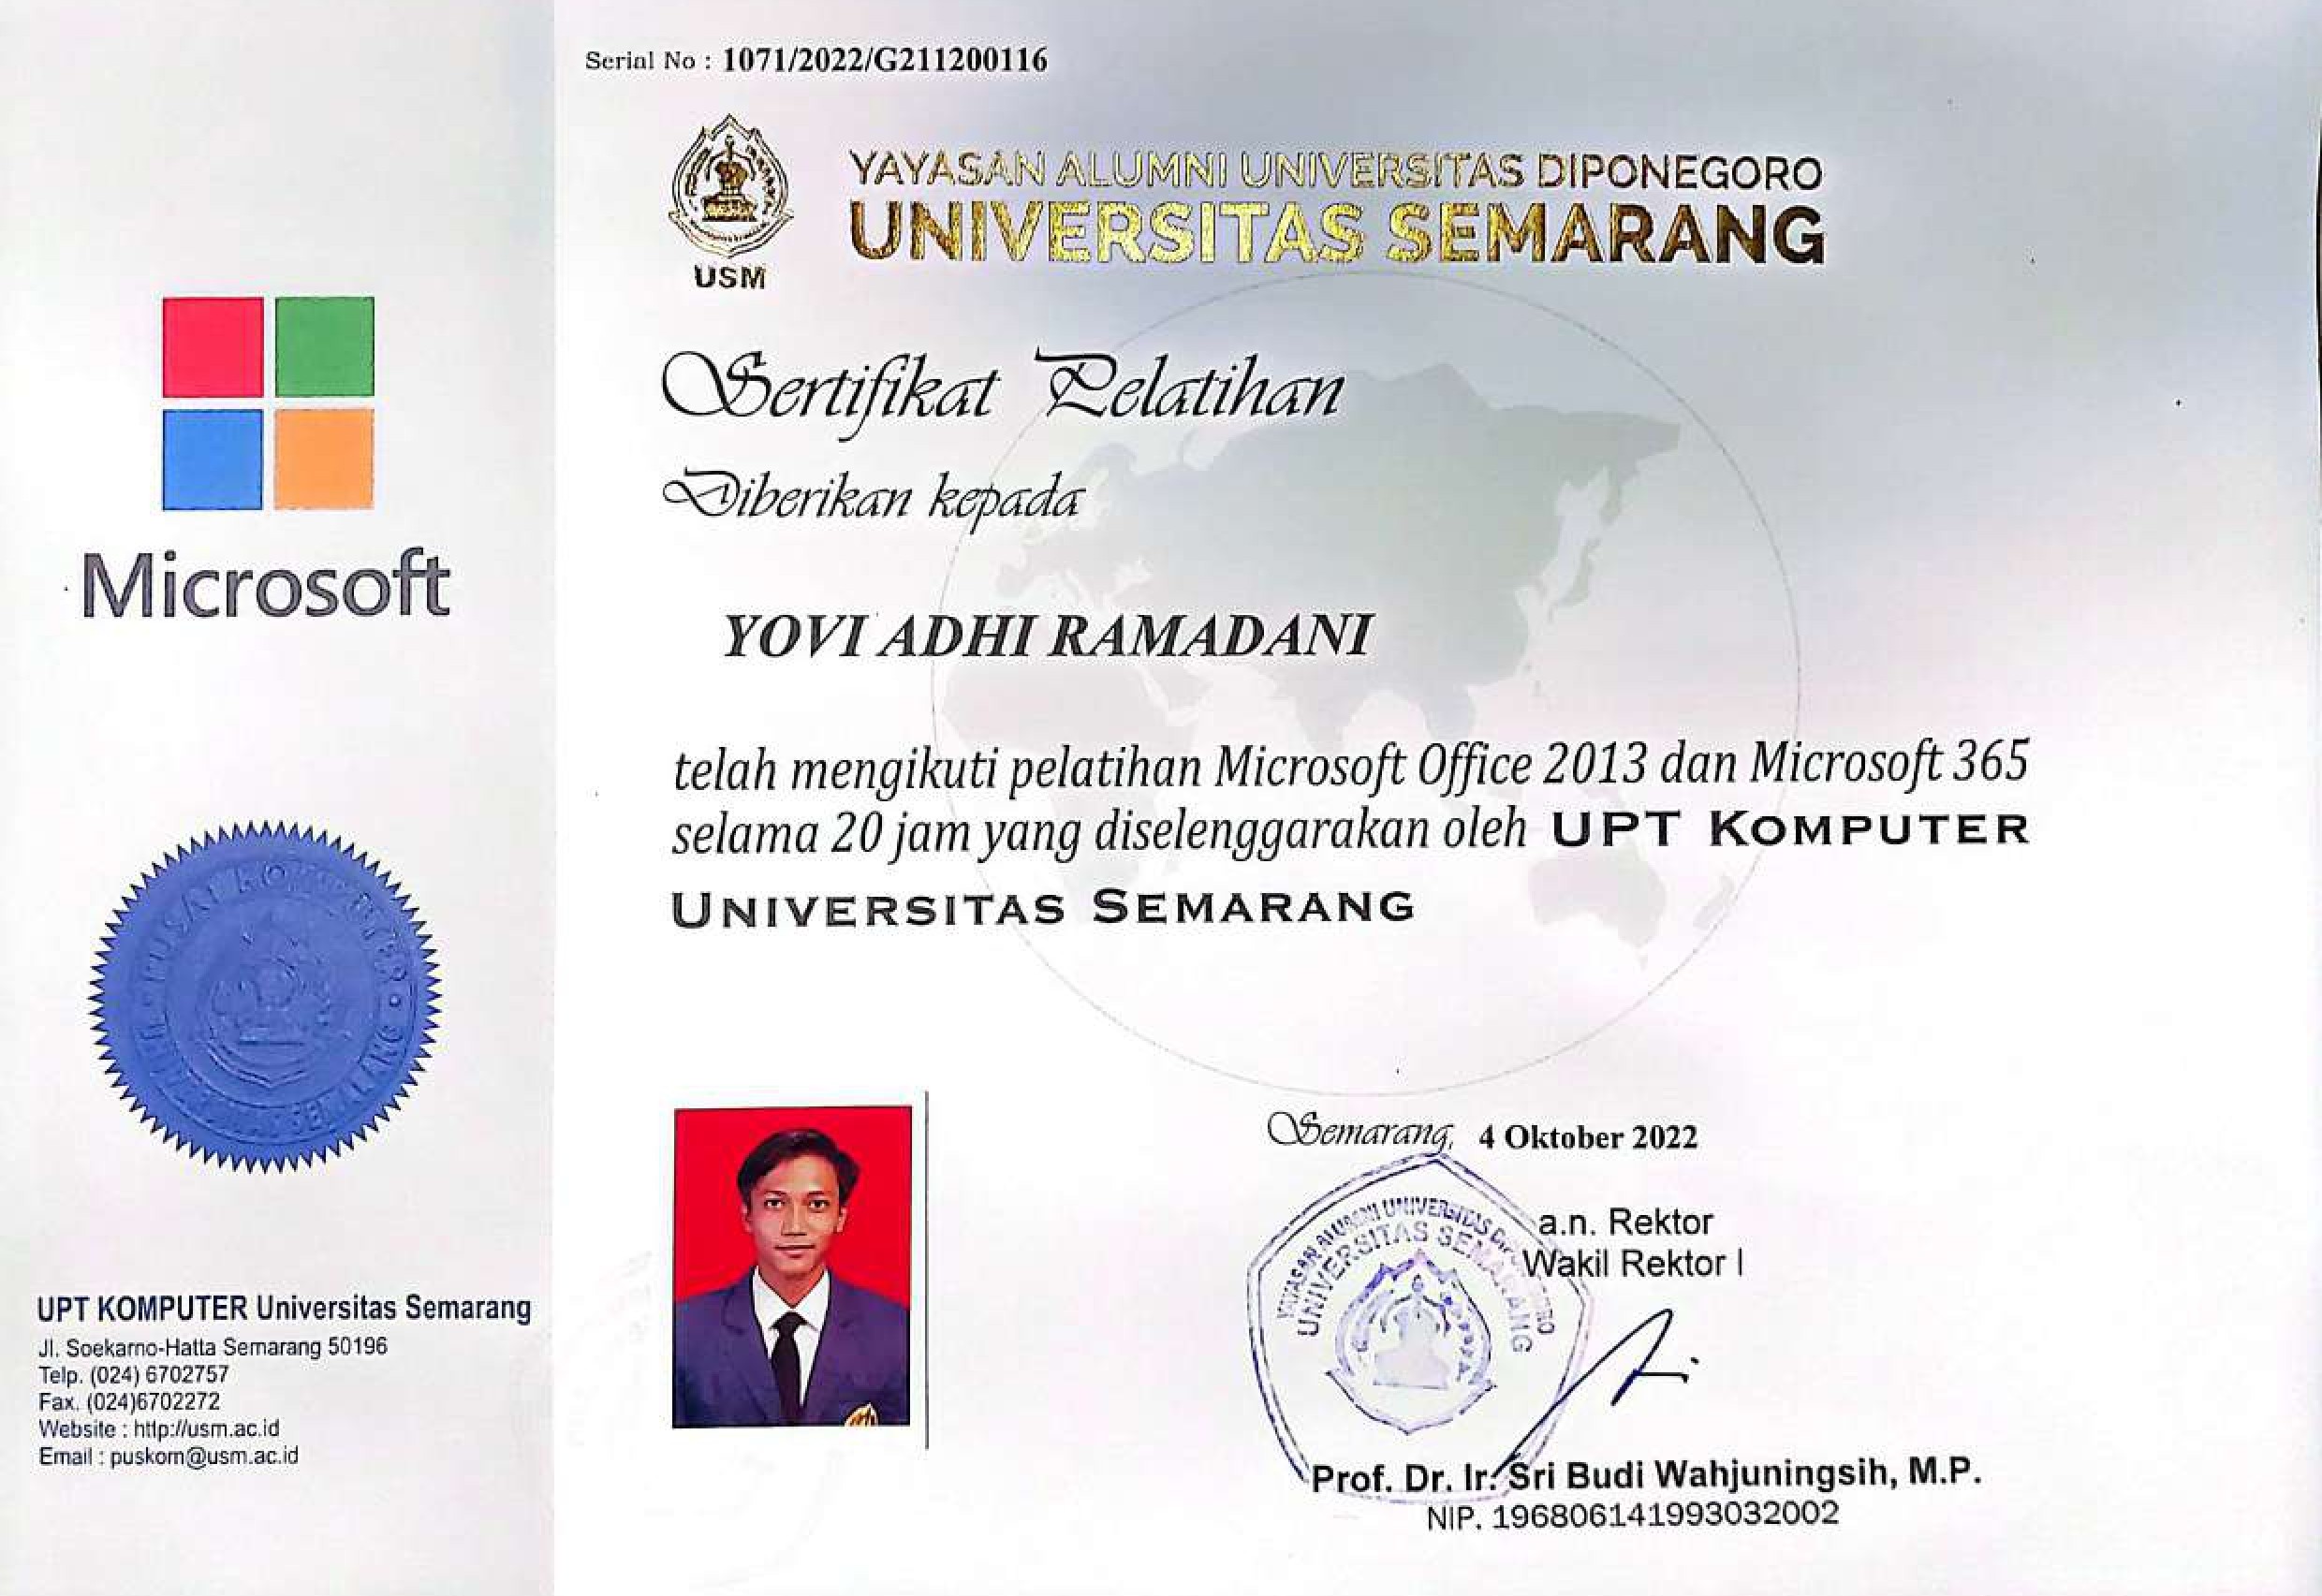 Serial No : 1071/2022/G211200116
YAYASAN ALUMNI UNIVERSITAS DIPONEGORO
UNIVERSITAS SEMARANG
USM
Sertifikat Pelatihan
Diberikan kepada
YOVI ADHI RAMADANI
telah mengikuti pelatihan Microsoft Office 2013 dan Microsoft 365
selama 20 jam yang diselenggarakan oleh UPT KOMPUTER
UNIVERSITAS SEMARANG
Microsoft
PUSAT KOMPUTER
UPT KOMPUTER Universitas Semarang
Jl. Soekarno-Hatta Semarang 50196
Telp. (024) 6702757
Fax. (024)6702272
Website : http://usm.ac.id
Email : puskom@usm.ac.id
Semarang, 4 Oktober 2022
YAYASAN ALUMNI UNIVERSITAS DIPONEGORO
UNIVERSITAS SEMARANG
a.n. Rektor
Wakil Rektor I
Prof. Dr. Ir. Sri Budi Wahjuningsih, M.P.
NIP. 196806141993032002